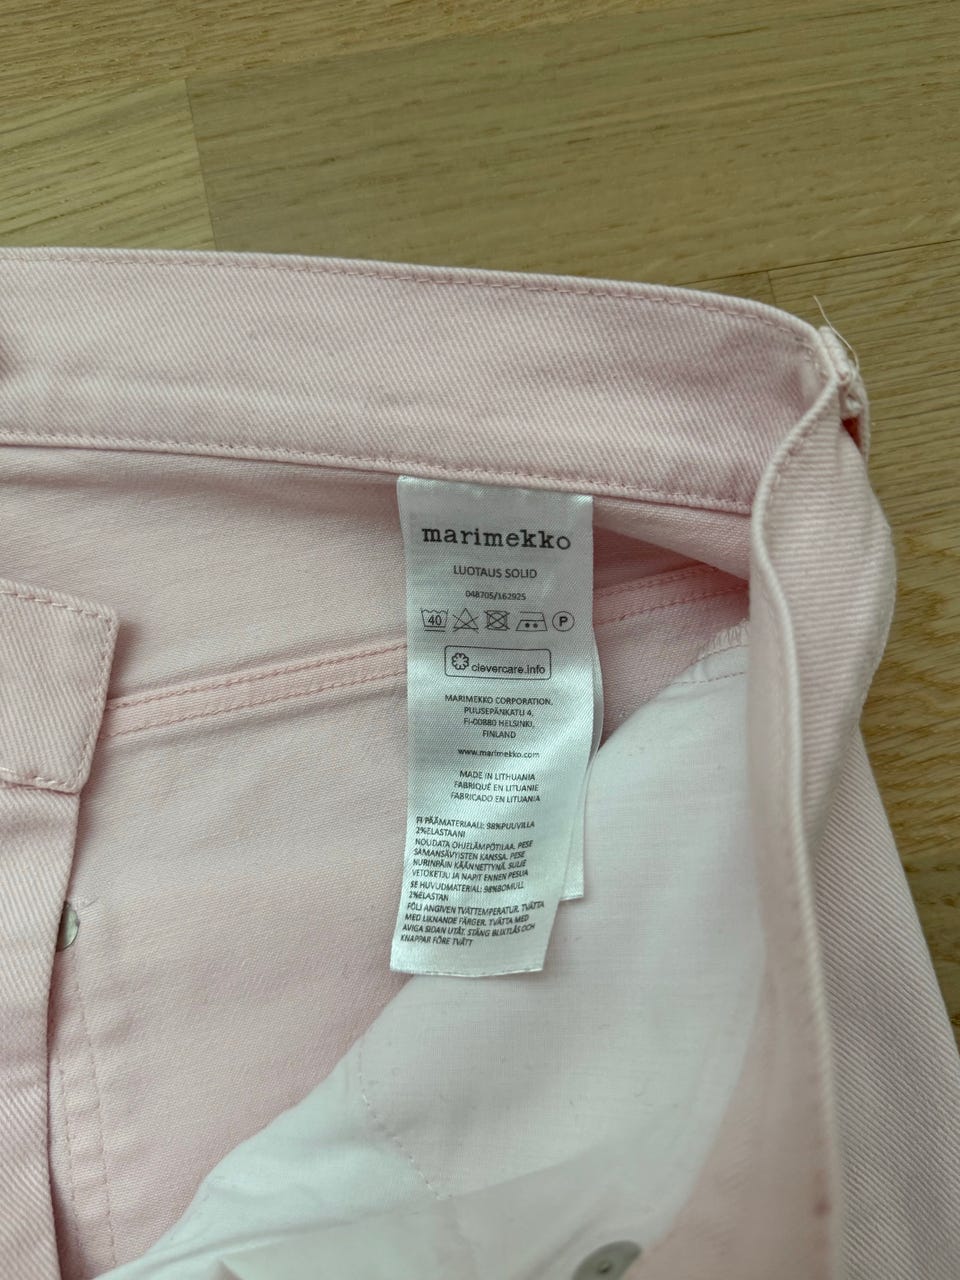 marimekko
LUOTAUS SOLID
048705/162925
40 P
clevercare.info
MARIMEKKO CORPORATION,
PUUSEPÄNKATU 4,
FI-00880 HELSINKI,
FINLAND
www.marimekko.com
MADE IN LITHUANIA
FABRIQUÉ EN LITUANIE
FABRICADO EN LITUANIA
FI PÄÄMATERIAALI: 98%PUUVILLA
2%ELASTAANI
NOUDATA OHJELÄMPÖTILAA. PESE
SAMANSÄVYISTEN KANSSA. PESE
NURINPÄIN KÄÄNNETTYNÄ. SULJE
VETOKETJU JA NAPIT ENNEN PESUA
SE HUVUDMATERIAL: 98%BOMULL
2%ELASTAN
FÖLJ ANGIVEN TVÄTTEMPERATUR. TVÄTTA
MED LIKNANDE FÄRGER. TVÄTTA MED
AVIGA SIDAN UTÅT. STÄNG BLIXTLÅS OCH
KNAPPAR FÖRE TVÄTT